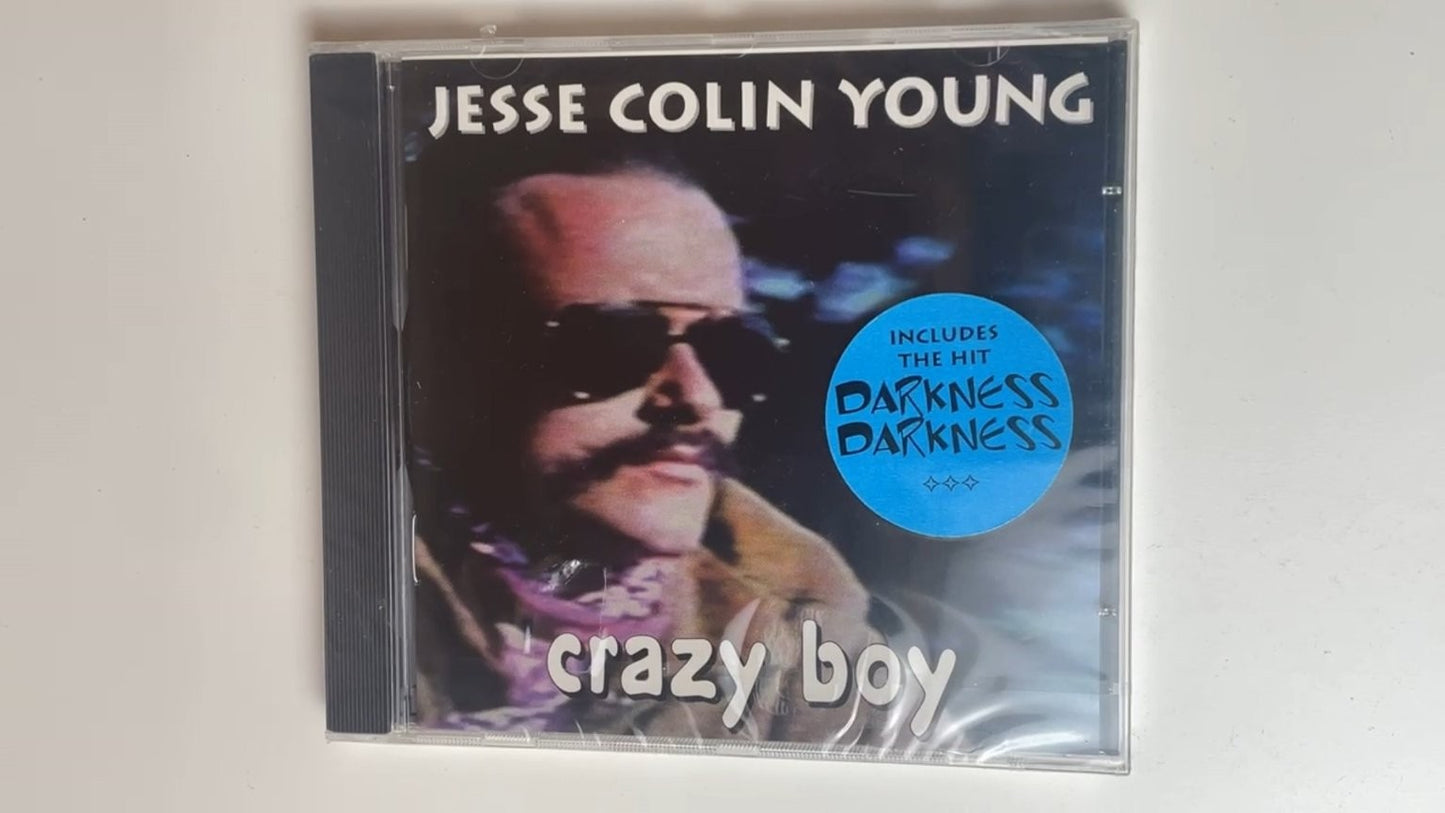 JESSE COLIN YOUNG
INCLUDES
THE HIT
DARKNESS
DARKNESS
crazy boy